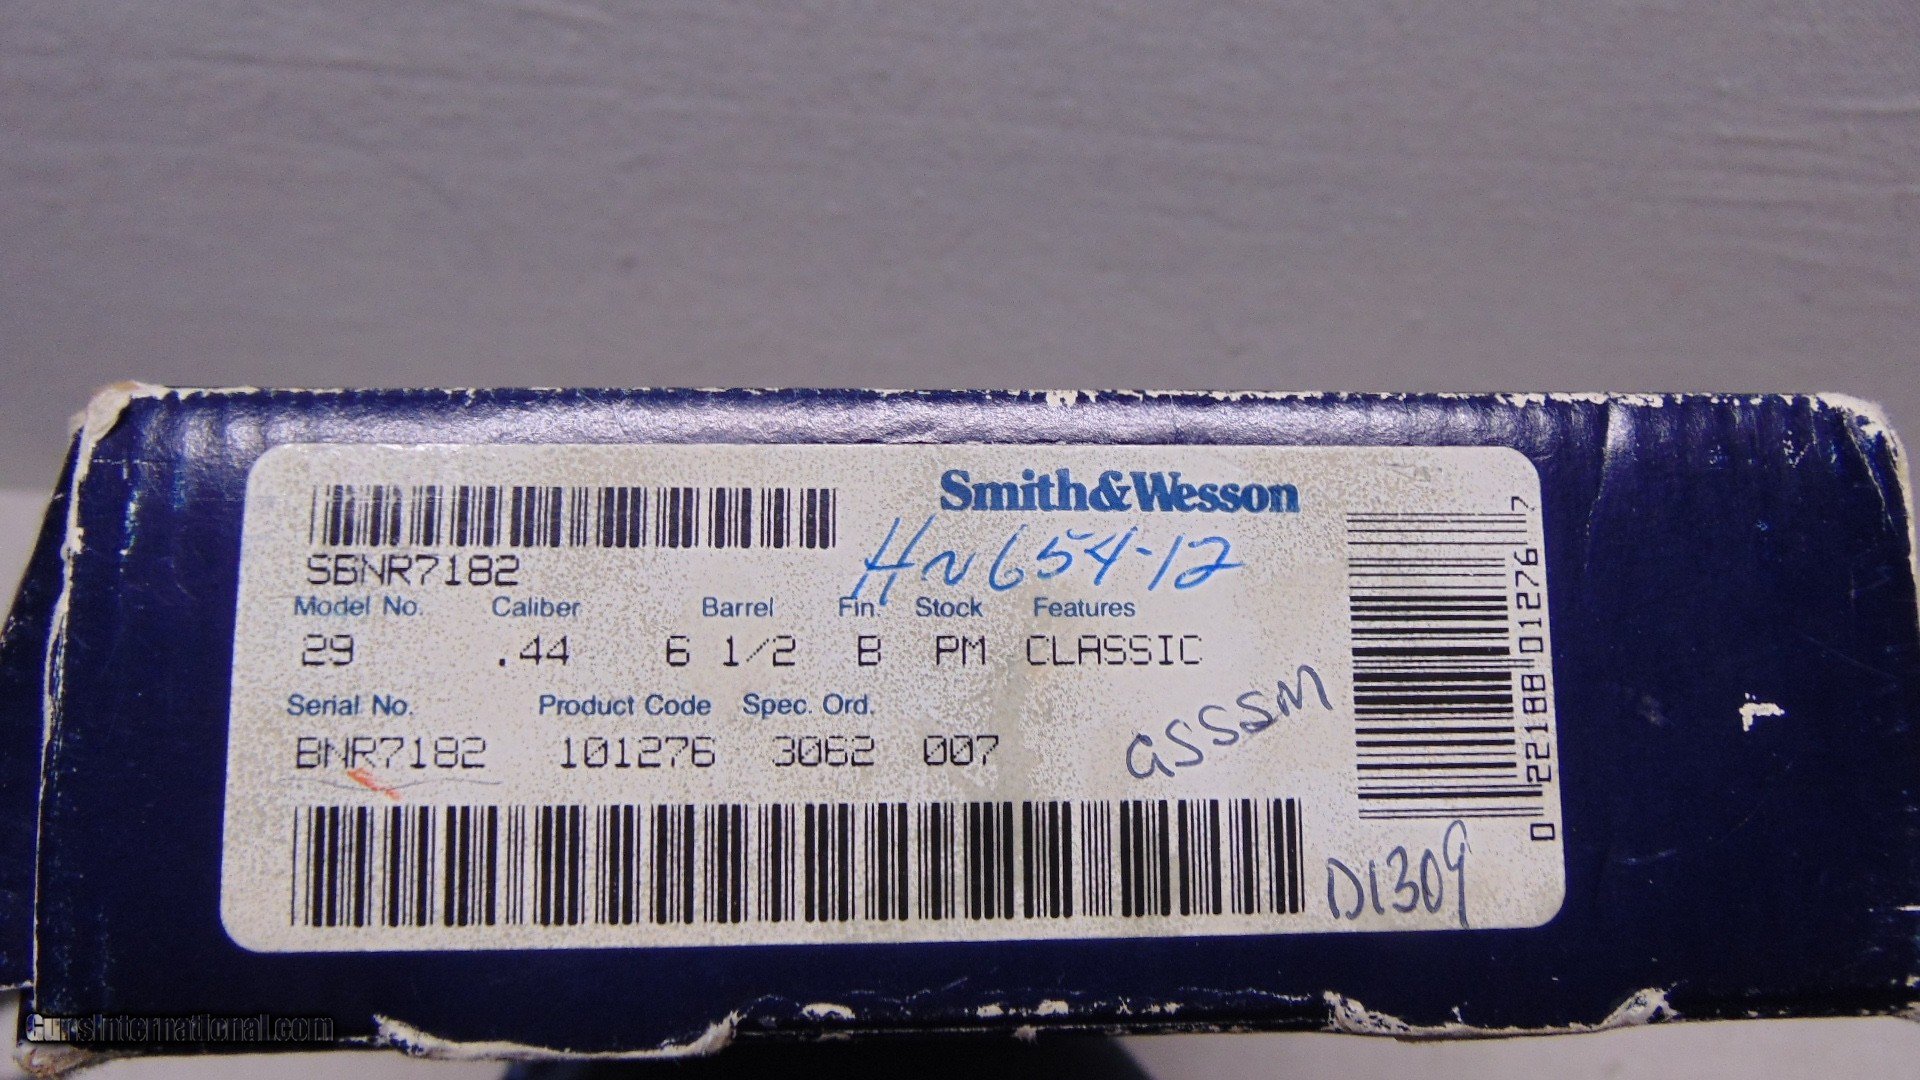 Smith&Wesson
HN654-12
SBNR7182
Model No. Caliber Barrel Fin. Stock Features
29 .44 6 1/2 B PM CLASSIC
Serial No. Product Code Spec. Ord.
BNR7182 101276 3062 007
D1309
0 22188 01276 7
GunsInternational.com